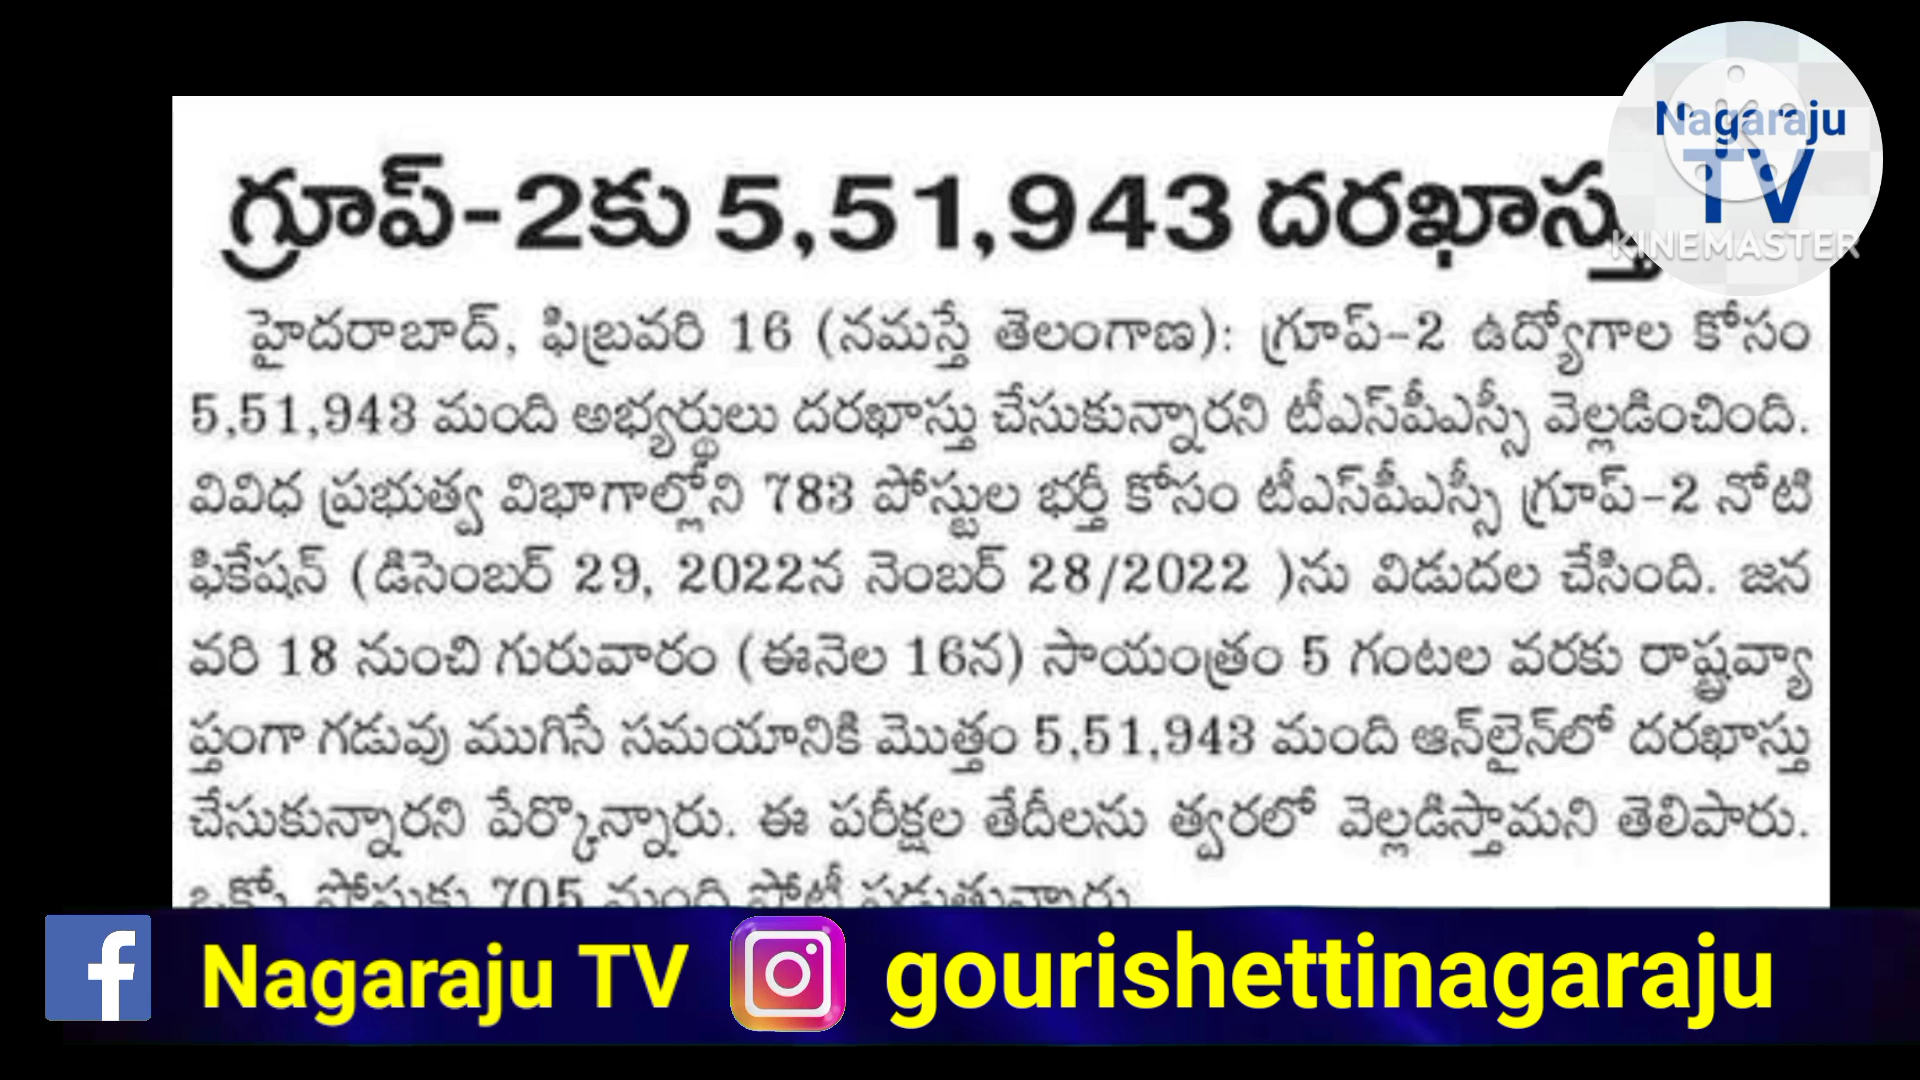 Nagaraju
TV
KINEMASTER
గ్రూప్-2కు 5,51,943 దరఖాస్తు
హైదరాబాద్, ఫిబ్రవరి 16 (నమస్తే తెలంగాణ): గ్రూప్-2 ఉద్యోగాల కోసం
5,51,943 మంది అభ్యర్థులు దరఖాస్తు చేసుకున్నారని టీఎస్‌పీఎస్సీ వెల్లడించింది.
వివిధ ప్రభుత్వ విభాగాల్లోని 783 పోస్టుల భర్తీ కోసం టీఎస్‌పీఎస్సీ గ్రూప్-2 నోటి
ఫికేషన్ (డిసెంబర్ 29, 2022న నెంబర్ 28/2022 )ను విడుదల చేసింది. జన
వరి 18 నుంచి గురువారం (ఈనెల 16న) సాయంత్రం 5 గంటల వరకు రాష్ట్రవ్యా
ప్తంగా గడువు ముగిసే సమయానికి మొత్తం 5,51,943 మంది ఆన్‌లైన్‌లో దరఖాస్తు
చేసుకున్నారని పేర్కొన్నారు. ఈ పరీక్షల తేదీలను త్వరలో వెల్లడిస్తామని తెలిపారు.
ఒక్కో పోస్టుకు 705 మంది పోటీ పడుతున్నారు
Nagaraju TV
gourishettinagaraju